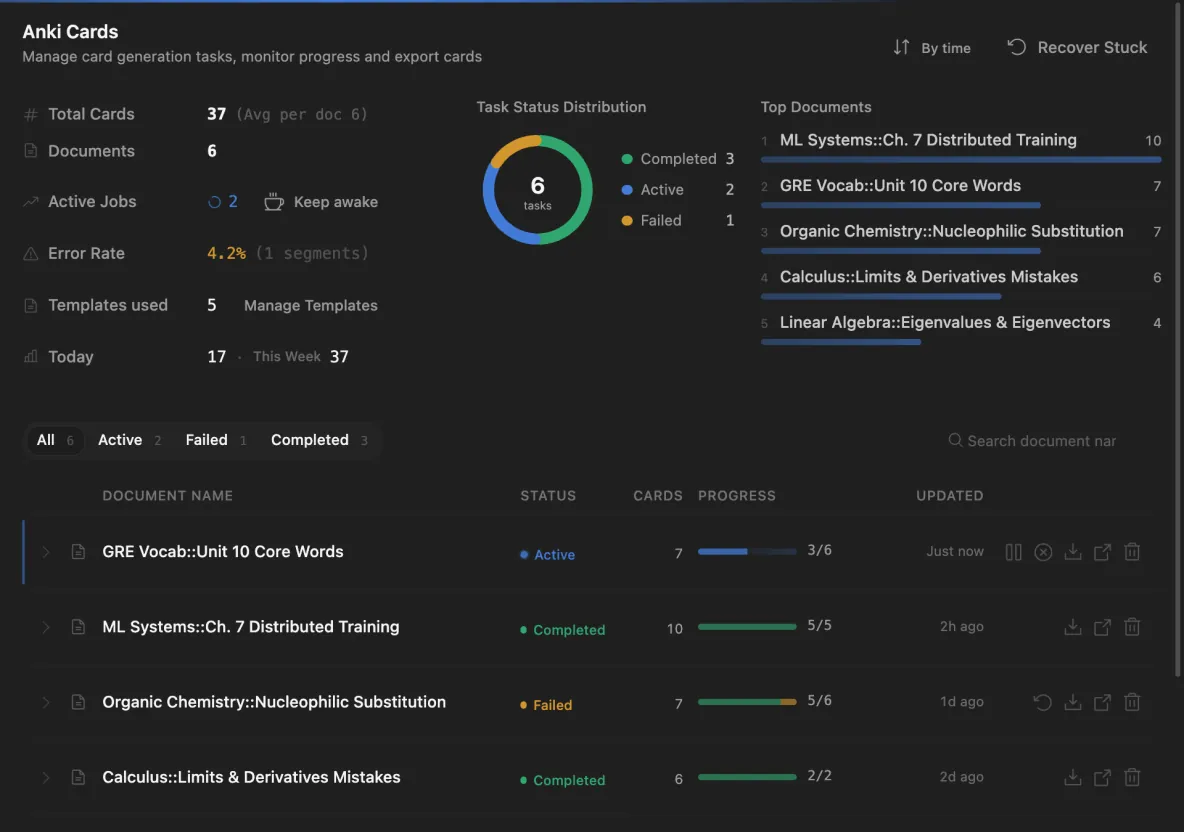 Anki Cards
Manage card generation tasks, monitor progress and export cards
By time
Recover Stuck
Total Cards 37 (Avg per doc 6)
Documents 6
Active Jobs 2 Keep awake
Error Rate 4.2% (1 segments)
Templates used 5 Manage Templates
Today 17 · This Week 37
Task Status Distribution
6
tasks
Completed 3
Active 2
Failed 1
Top Documents
1 ML Systems::Ch. 7 Distributed Training 10
2 GRE Vocab::Unit 10 Core Words 7
3 Organic Chemistry::Nucleophilic Substitution 7
4 Calculus::Limits & Derivatives Mistakes 6
5 Linear Algebra::Eigenvalues & Eigenvectors 4
All 6 Active 2 Failed 1 Completed 3
Search document nar
DOCUMENT NAME STATUS CARDS PROGRESS UPDATED
GRE Vocab::Unit 10 Core Words Active 7 3/6 Just now
ML Systems::Ch. 7 Distributed Training Completed 10 5/5 2h ago
Organic Chemistry::Nucleophilic Substitution Failed 7 5/6 1d ago
Calculus::Limits & Derivatives Mistakes Completed 6 2/2 2d ago